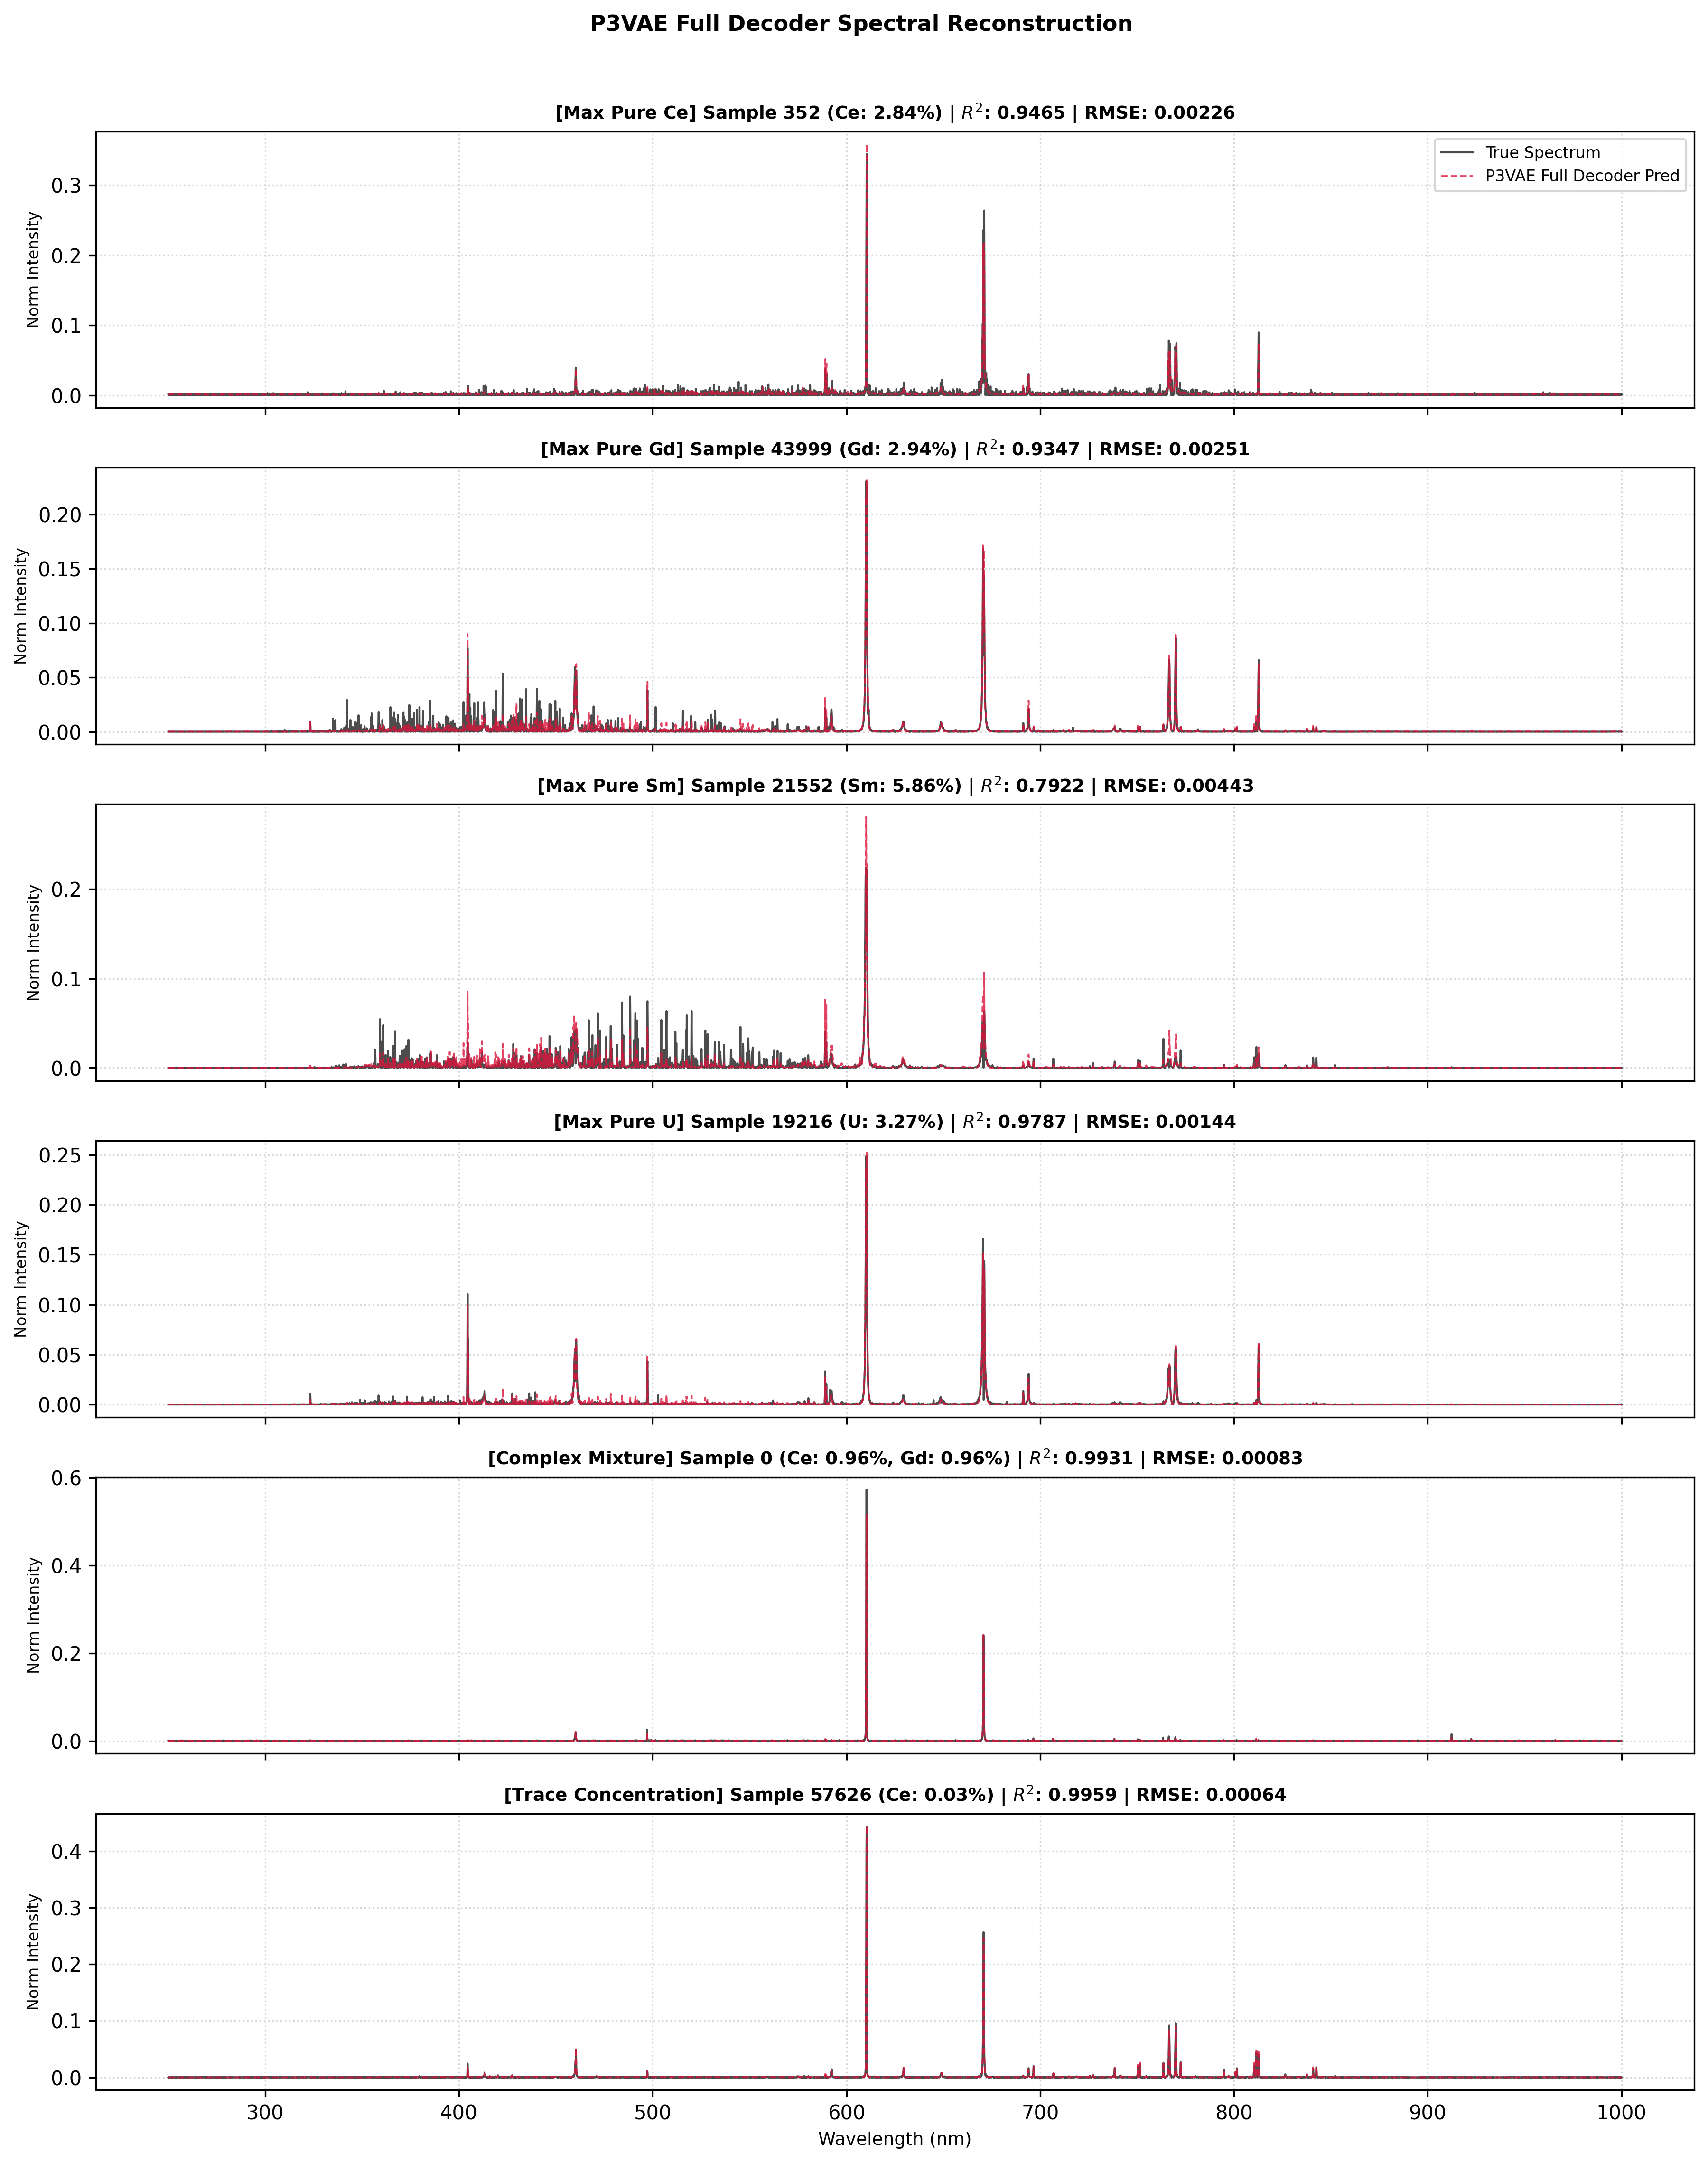 P3VAE Full Decoder Spectral Reconstruction
[Max Pure Ce] Sample 352 (Ce: 2.84%) | R²: 0.9465 | RMSE: 0.00226
True Spectrum
P3VAE Full Decoder Pred
0.3
0.2
0.1
0.0
Norm Intensity
[Max Pure Gd] Sample 43999 (Gd: 2.94%) | R²: 0.9347 | RMSE: 0.00251
0.20
0.15
0.10
0.05
0.00
Norm Intensity
[Max Pure Sm] Sample 21552 (Sm: 5.86%) | R²: 0.7922 | RMSE: 0.00443
0.2
0.1
0.0
Norm Intensity
[Max Pure U] Sample 19216 (U: 3.27%) | R²: 0.9787 | RMSE: 0.00144
0.25
0.20
0.15
0.10
0.05
0.00
Norm Intensity
[Complex Mixture] Sample 0 (Ce: 0.96%, Gd: 0.96%) | R²: 0.9931 | RMSE: 0.00083
0.6
0.4
0.2
0.0
Norm Intensity
[Trace Concentration] Sample 57626 (Ce: 0.03%) | R²: 0.9959 | RMSE: 0.00064
0.4
0.3
0.2
0.1
0.0
Norm Intensity
300 400 500 600 700 800 900 1000
Wavelength (nm)